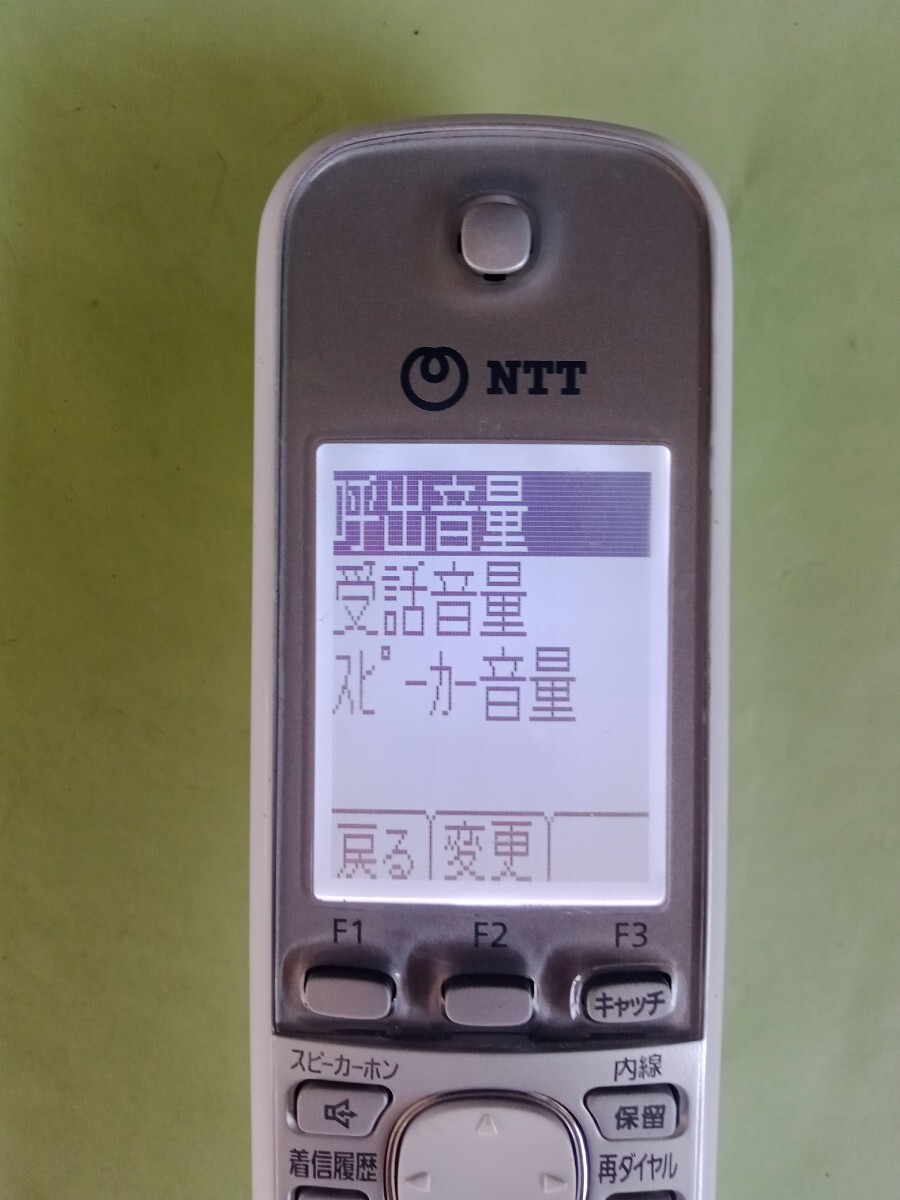 NTT
呼出音量
受話音量
スピーカー音量
戻る 変更
F1 F2 F3
キャッチ
スピーカーホン 内線
保留
着信履歴 再ダイヤル